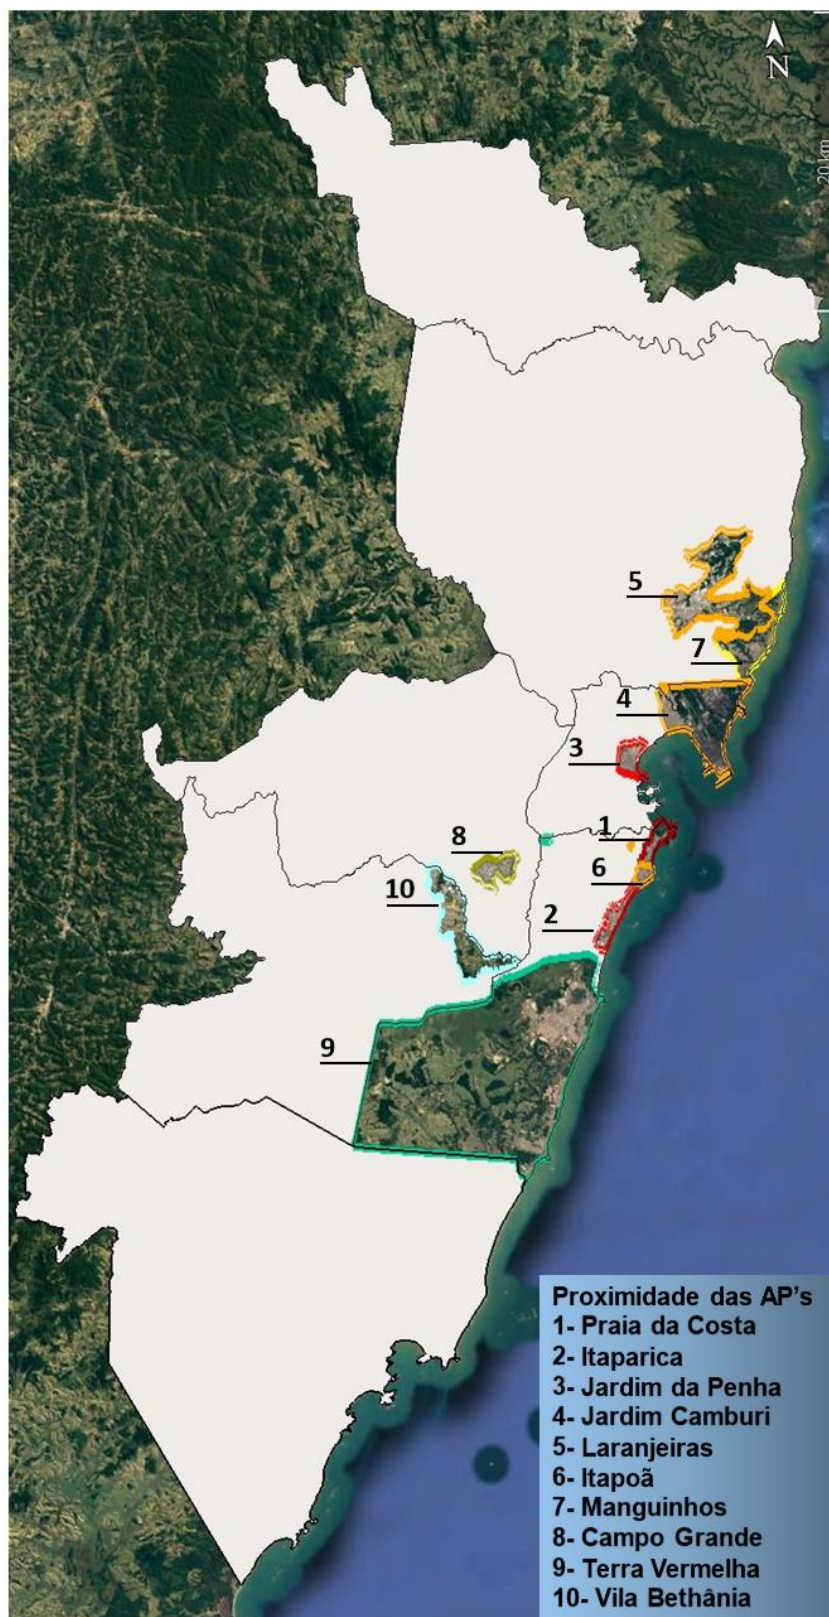 N
20 km
5
7
4
3
1
8
6
10
2
9
Proximidade das AP's
1- Praia da Costa
2- Itaparica
3- Jardim da Penha
4- Jardim Camburi
5- Laranjeiras
6- Itapoã
7- Manguinhos
8- Campo Grande
9- Terra Vermelha
10- Vila Bethânia